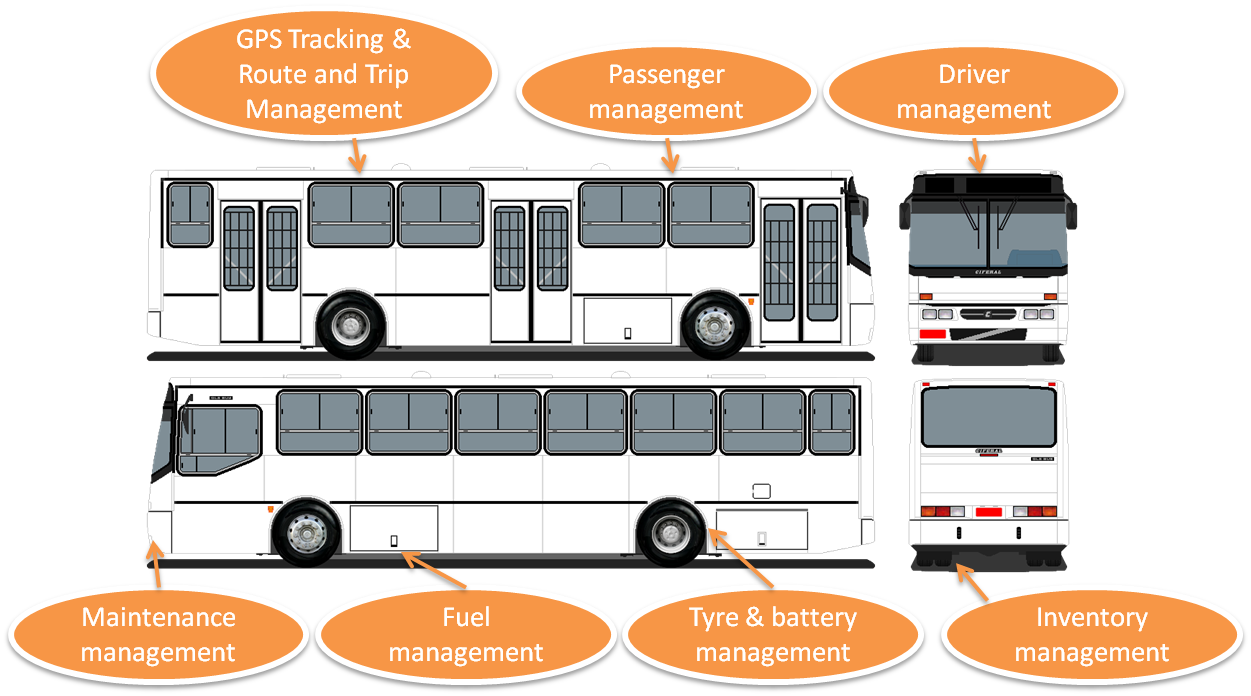 GPS Tracking &
Route and Trip
Management
Passenger
management
Driver
management
CIFERAL
CIFERAL
Maintenance
management
Fuel
management
Tyre & battery
management
Inventory
management